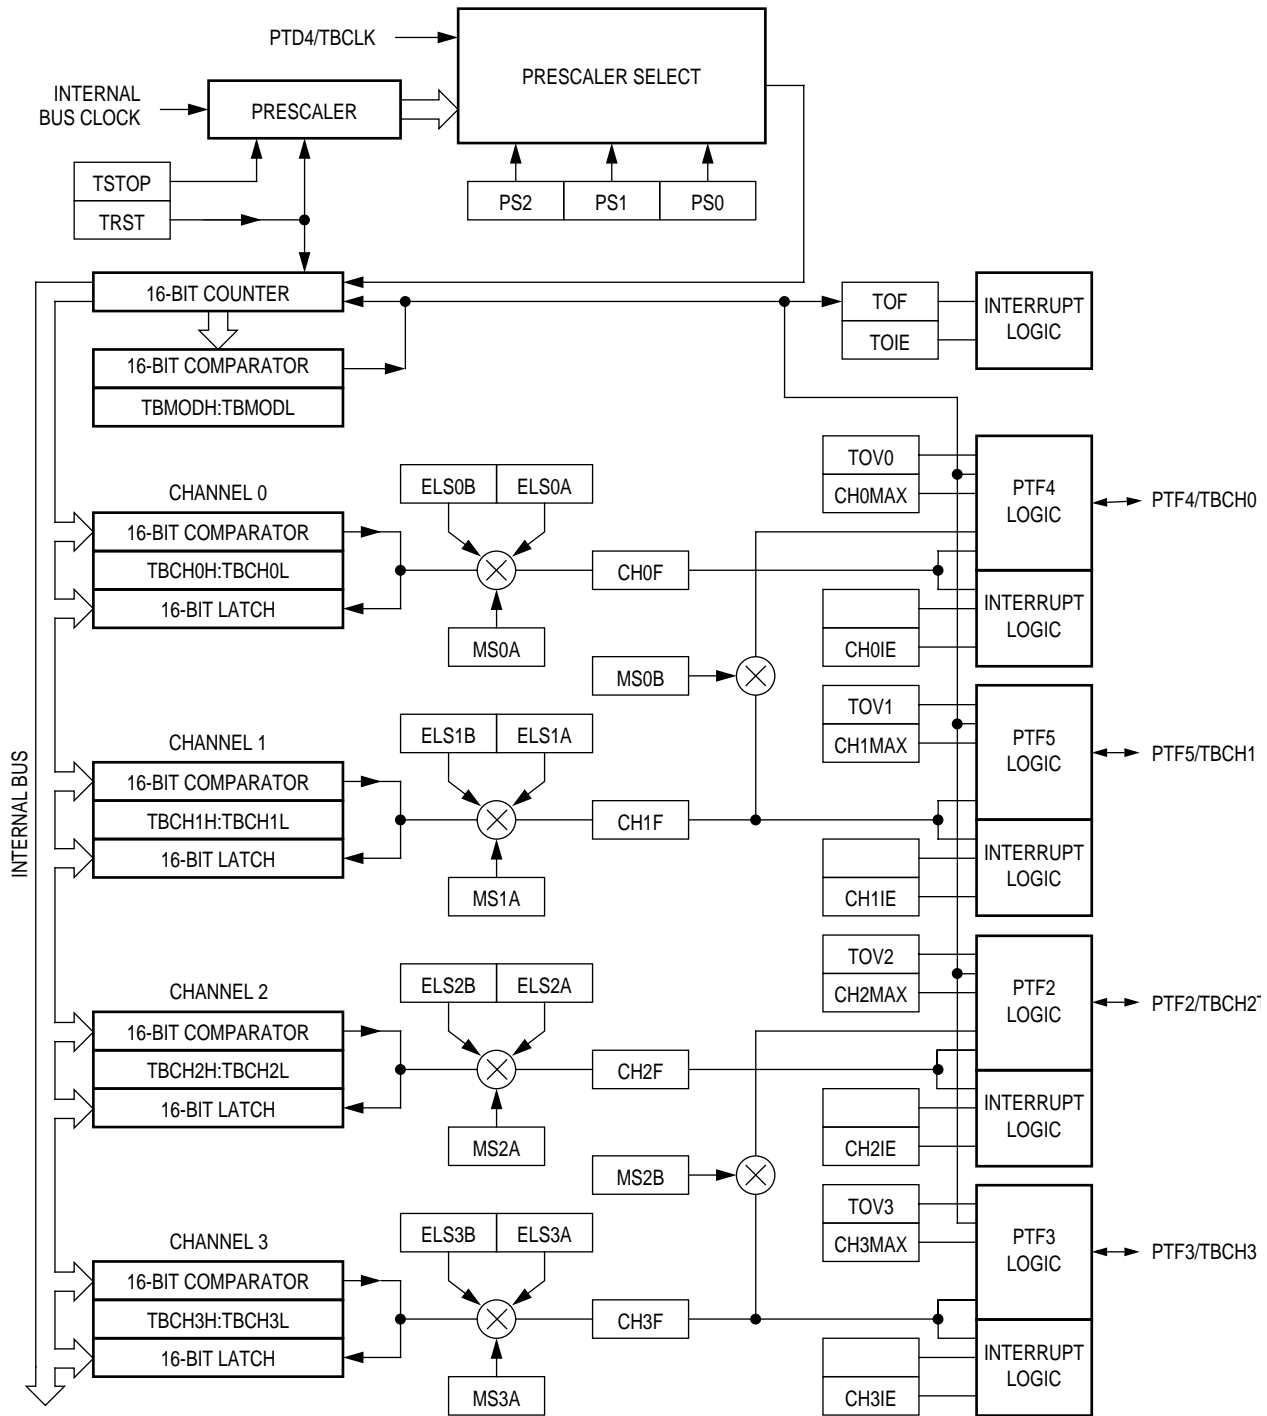 PTD4/TBCLK
PRESCALER SELECT
INTERNAL
BUS CLOCK
PRESCALER
TSTOP
TRST
PS2
PS1
PS0
16-BIT COUNTER
TOF
TOIE
INTERRUPT
LOGIC
16-BIT COMPARATOR
TBMODH:TBMODL
INTERNAL BUS
CHANNEL 0
16-BIT COMPARATOR
TBCH0H:TBCH0L
16-BIT LATCH
ELS0B
ELS0A
MS0A
CH0F
TOV0
CH0MAX
PTF4
LOGIC
PTF4/TBCH0
INTERRUPT
LOGIC
CH0IE
MS0B
CHANNEL 1
16-BIT COMPARATOR
TBCH1H:TBCH1L
16-BIT LATCH
ELS1B
ELS1A
MS1A
CH1F
TOV1
CH1MAX
PTF5
LOGIC
PTF5/TBCH1
INTERRUPT
LOGIC
CH1IE
CHANNEL 2
16-BIT COMPARATOR
TBCH2H:TBCH2L
16-BIT LATCH
ELS2B
ELS2A
MS2A
CH2F
TOV2
CH2MAX
PTF2
LOGIC
PTF2/TBCH2T
INTERRUPT
LOGIC
CH2IE
MS2B
CHANNEL 3
16-BIT COMPARATOR
TBCH3H:TBCH3L
16-BIT LATCH
ELS3B
ELS3A
MS3A
CH3F
TOV3
CH3MAX
PTF3
LOGIC
PTF3/TBCH3
INTERRUPT
LOGIC
CH3IE